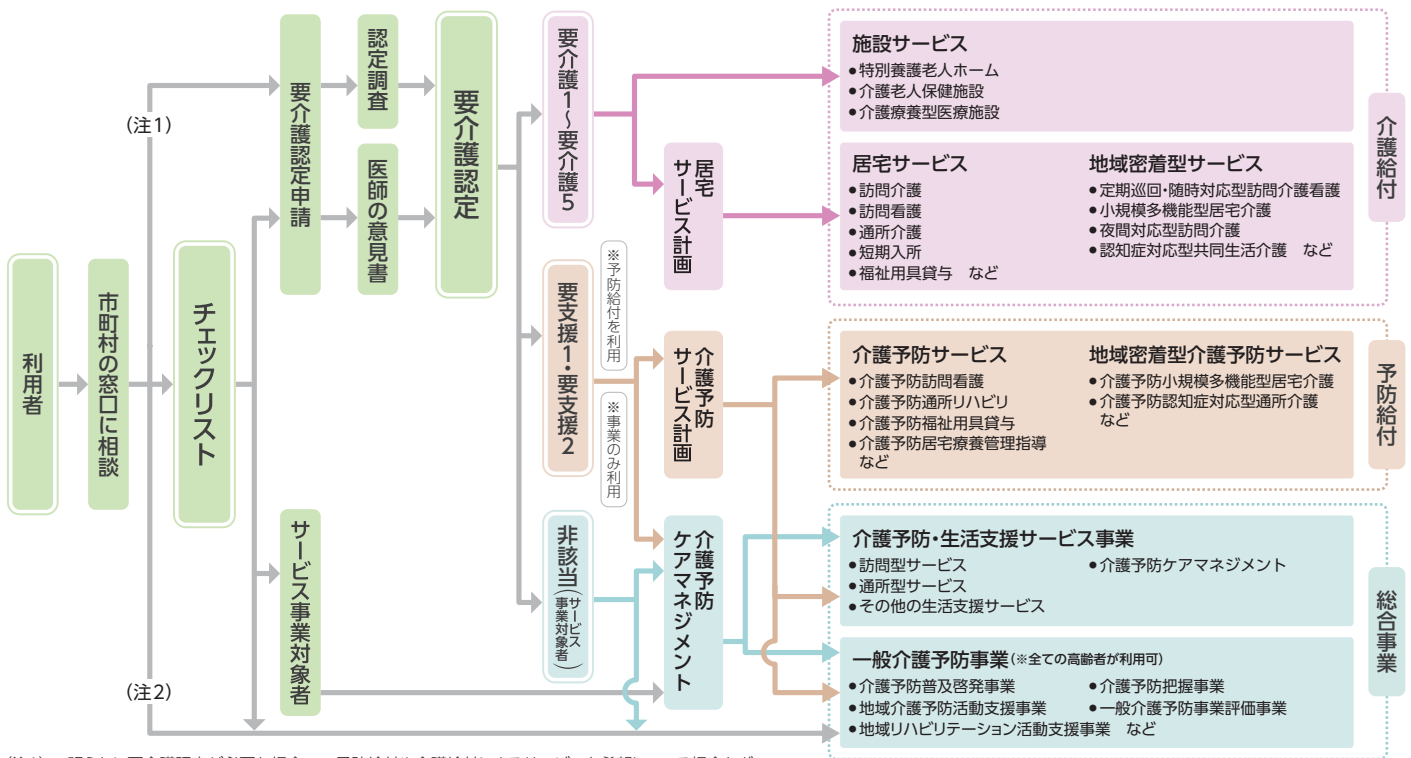 利用者
市町村の窓口に相談
(注1)
(注2)
チェックリスト
要介護認定申請
サービス事業対象者
認定調査
医師の意見書
要介護認定
要介護1〜要介護5
要支援1・要支援2
非該当(サービス事業対象者)
※予防給付を利用
※事業のみ利用
居宅
サービス計画
介護予防
サービス計画
介護予防
ケアマネジメント
施設サービス
●特別養護老人ホーム
●介護老人保健施設
●介護療養型医療施設
居宅サービス
●訪問介護
●訪問看護
●通所介護
●短期入所
●福祉用具貸与　など
地域密着型サービス
●定期巡回・随時対応型訪問介護看護
●小規模多機能型居宅介護
●夜間対応型訪問介護
●認知症対応型共同生活介護　など
介護給付
介護予防サービス
●介護予防訪問看護
●介護予防通所リハビリ
●介護予防福祉用具貸与
●介護予防居宅療養管理指導
など
地域密着型介護予防サービス
●介護予防小規模多機能型居宅介護
●介護予防認知症対応型通所介護
など
予防給付
介護予防・生活支援サービス事業
●訪問型サービス
●通所型サービス
●その他の生活支援サービス
●介護予防ケアマネジメント
一般介護予防事業(※全ての高齢者が利用可)
●介護予防普及啓発事業
●地域介護予防活動支援事業
●地域リハビリテーション活動支援事業　など
●介護予防把握事業
●一般介護予防事業評価事業
総合事業